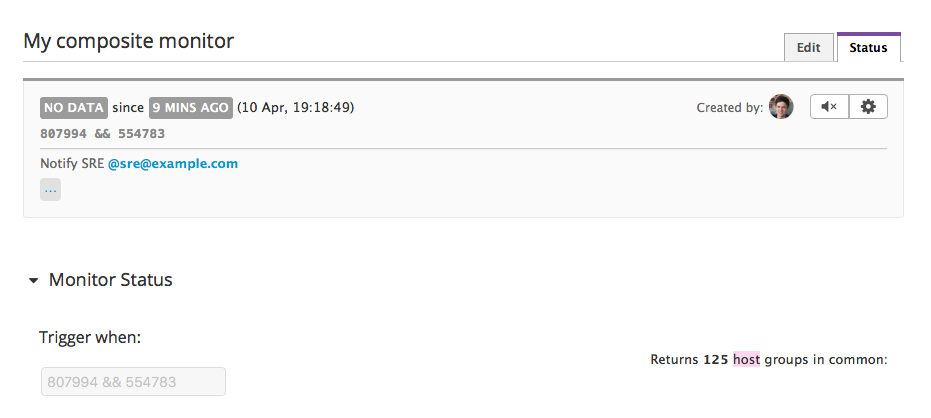 My composite monitor
Edit
Status
NO DATA since 9 MINS AGO (10 Apr, 19:18:49)
Created by:
807994 && 554783
Notify SRE @sre@example.com
...
Monitor Status
Trigger when:
Returns 125 host groups in common:
807994 && 554783